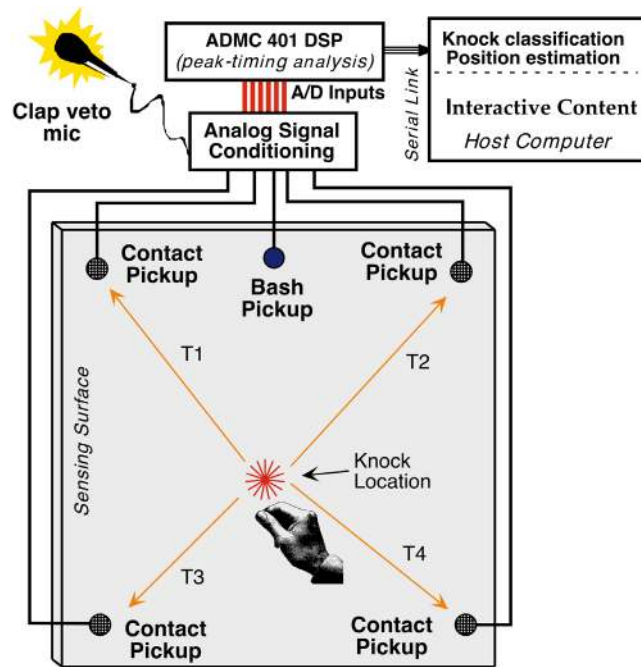 ADMC 401 DSP
(peak-timing analysis)
Knock classification
Position estimation
Interactive Content
Host Computer
Serial Link
A/D Inputs
Clap veto
mic
Analog Signal
Conditioning
Contact
Pickup
Bash
Pickup
Contact
Pickup
T1
T2
Sensing Surface
Knock
Location
T3
T4
Contact
Pickup
Contact
Pickup